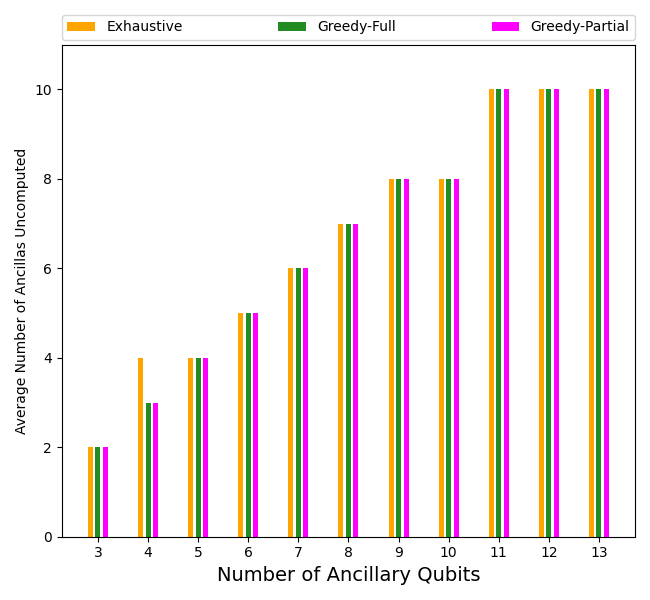 Exhaustive Greedy-Full Greedy-Partial
Average Number of Ancillas Uncomputed
10
8
6
4
2
0
3 4 5 6 7 8 9 10 11 12 13
Number of Ancillary Qubits